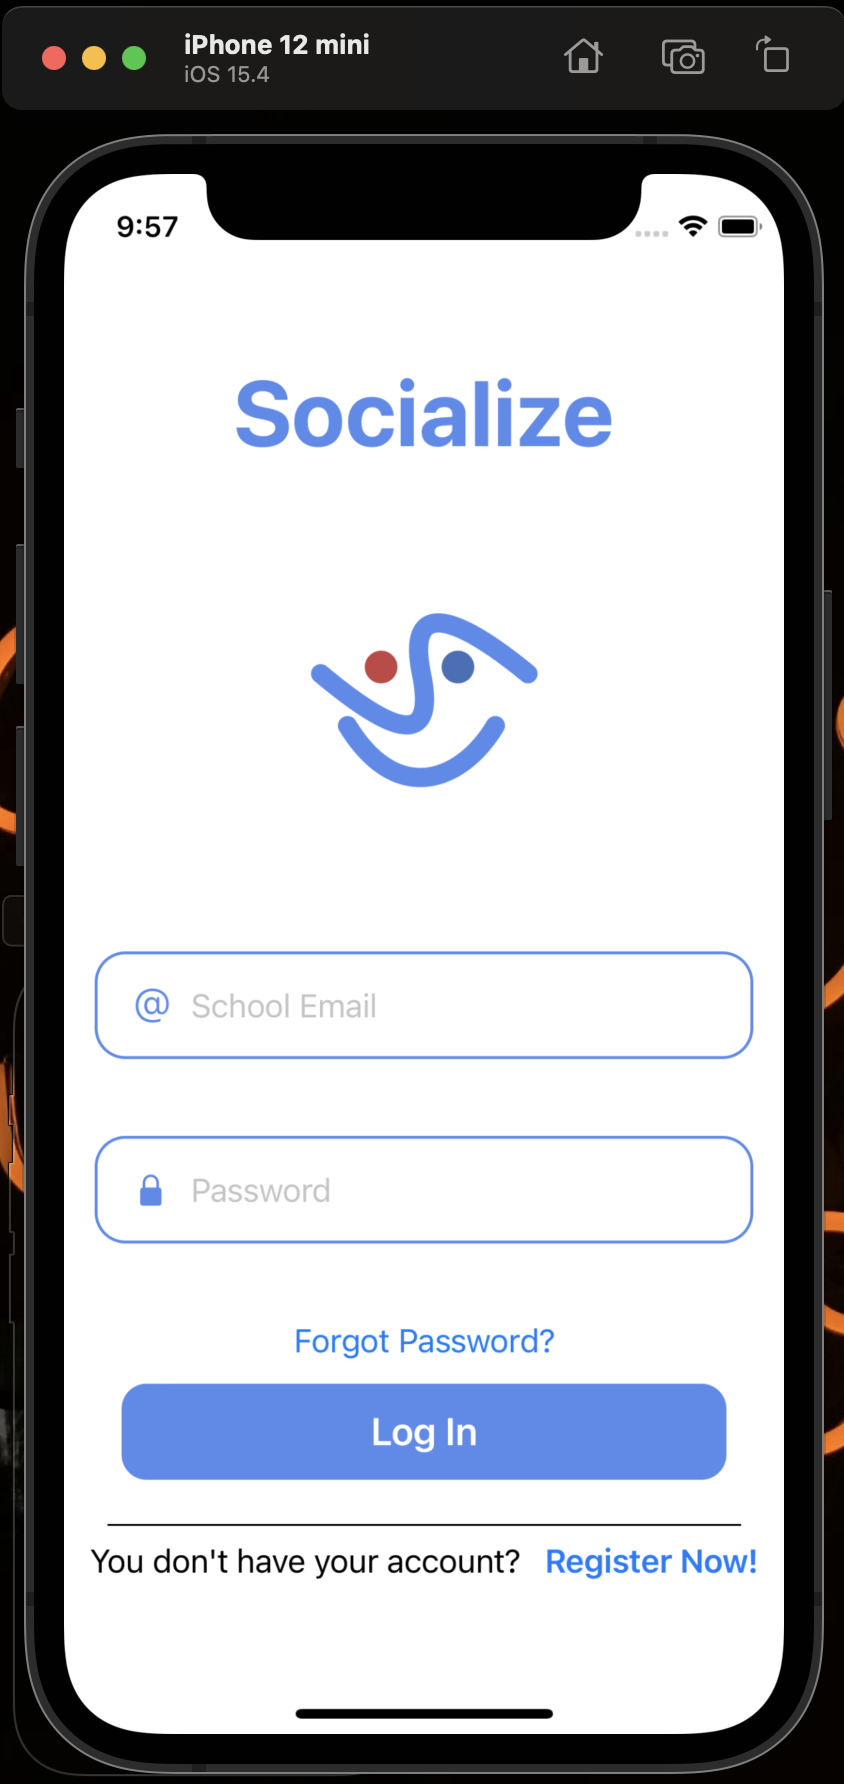 iPhone 12 mini
iOS 15.4
9:57
Socialize
@ School Email
Password
Forgot Password?
Log In
You don't have your account? Register Now!